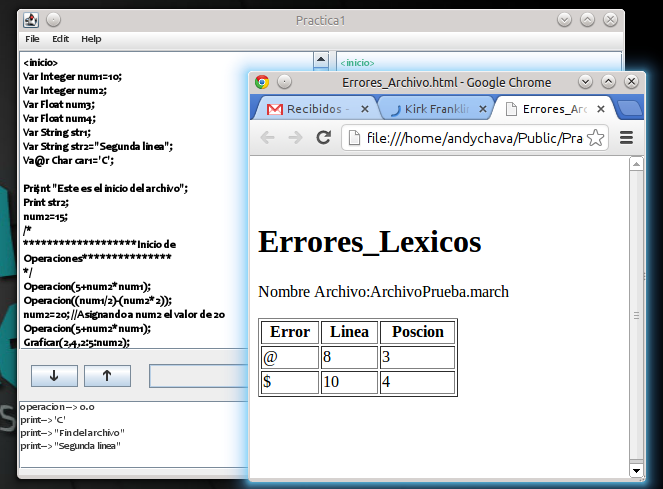 Practica1
File Edit Help
<inicio>
Var Integer num1=10;
Var Integer num2;
Var Float num3;
Var Float num4;
Var String str1;
Var String str2="Segunda linea";
Va@r Char car1='C';
Pri$nt "Este es el inicio del archivo";
Print str2;
num2=15;
/*
*******************Inicio de
Operaciones***************
*/
Operacion(5+num2*num1);
Operacion((num1/2)-(num2*2));
num2=20;//Asignando a num2 el valor de 20
Operacion(5+num2*num1);
Graficar(2,4,2:5:num2);
<inicio>
operacion--> 0.0
print--> 'C'
print--> "Fin del archivo"
print--> "Segunda linea"
Errores_Archivo.html - Google Chrome
Recibidos - 
Kirk Franklin
Errores_Arc
file:///home/andychava/Public/Pra
Errores_Lexicos
Nombre Archivo:ArchivoPrueba.march
Error Linea Poscion
@ 8 3
$ 10 4